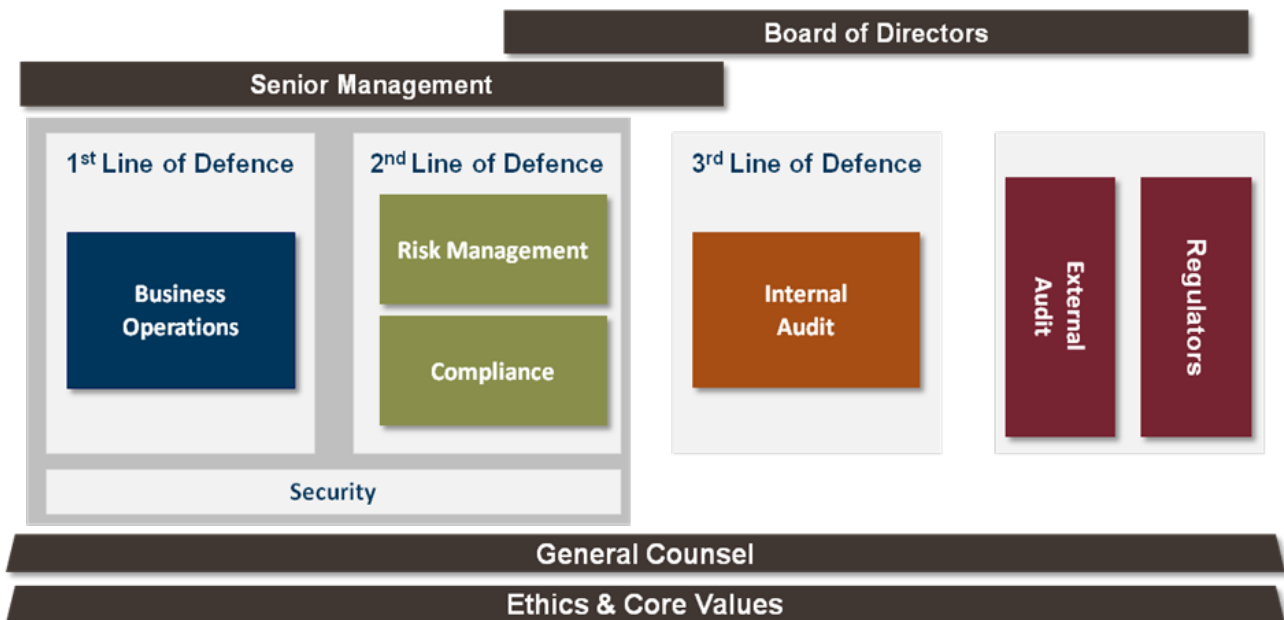 Board of Directors
Senior Management
1st Line of Defence
2nd Line of Defence
3rd Line of Defence
Business
Operations
Risk Management
Compliance
Internal
Audit
External
Audit
Regulators
Security
General Counsel
Ethics & Core Values